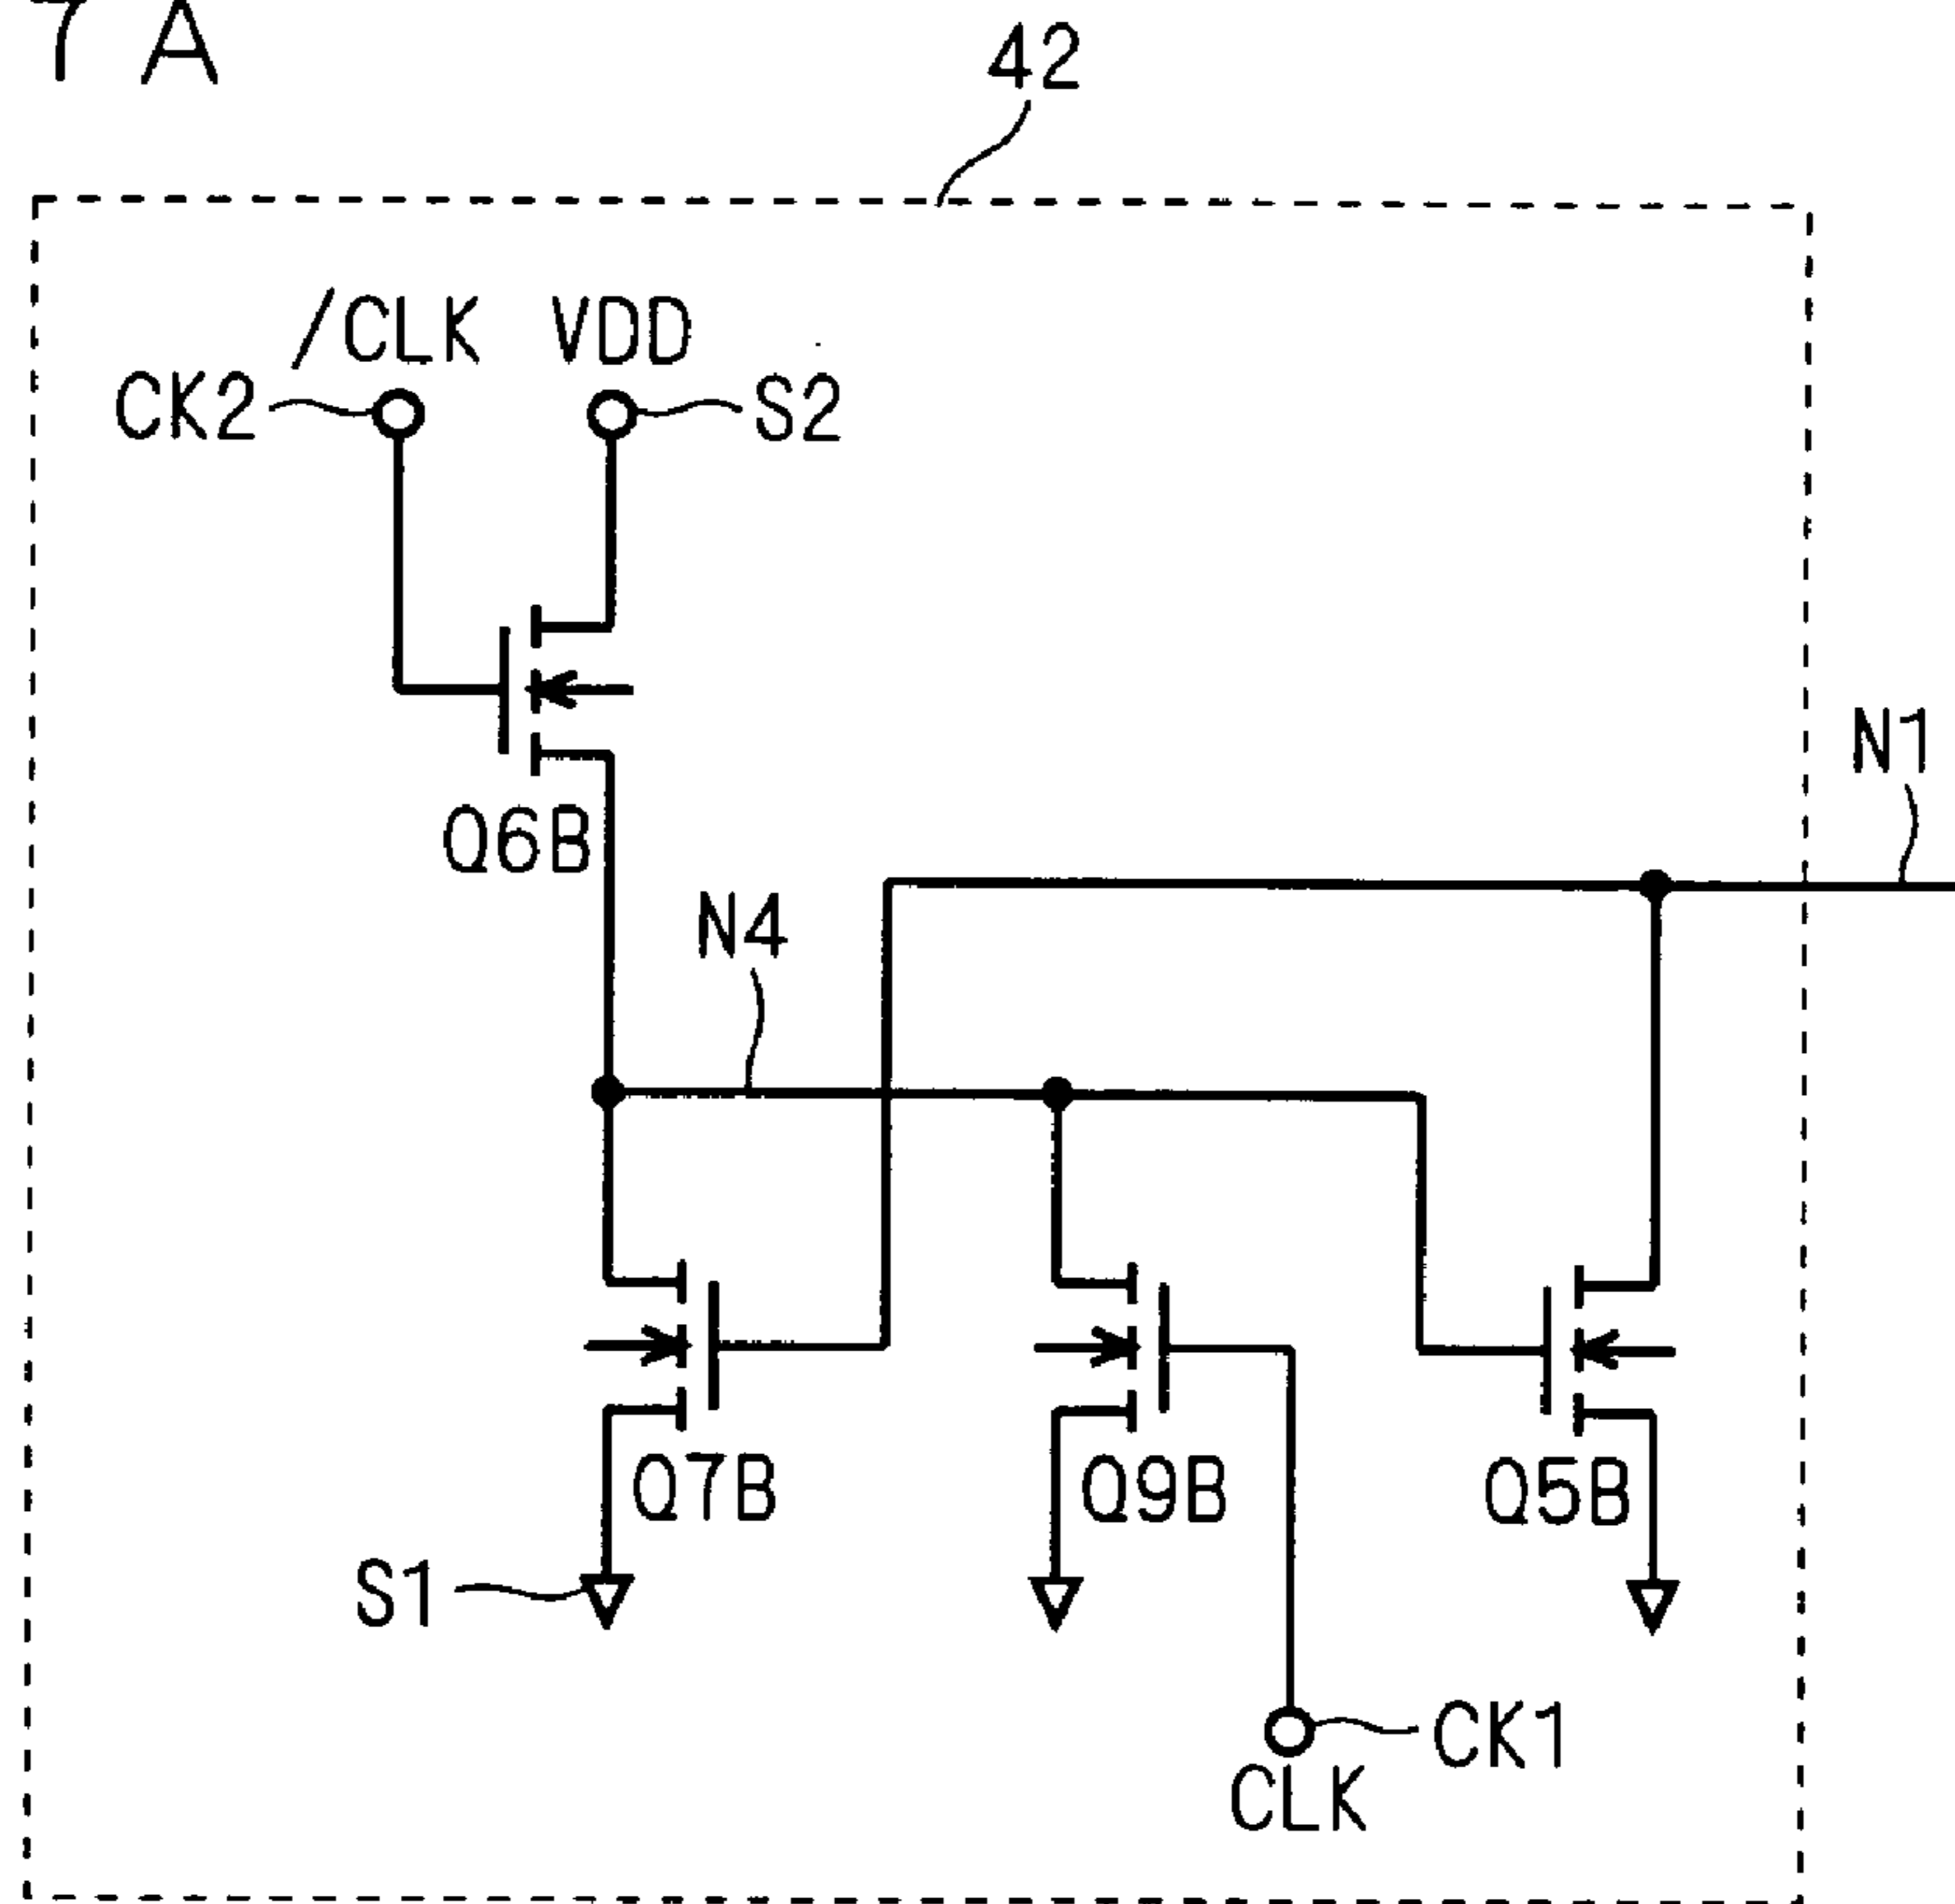 7 A
42
/CLK VDD
CK2 S2
Q6B
N1
N4
Q7B Q9B Q5B
S1
CK1
CLK